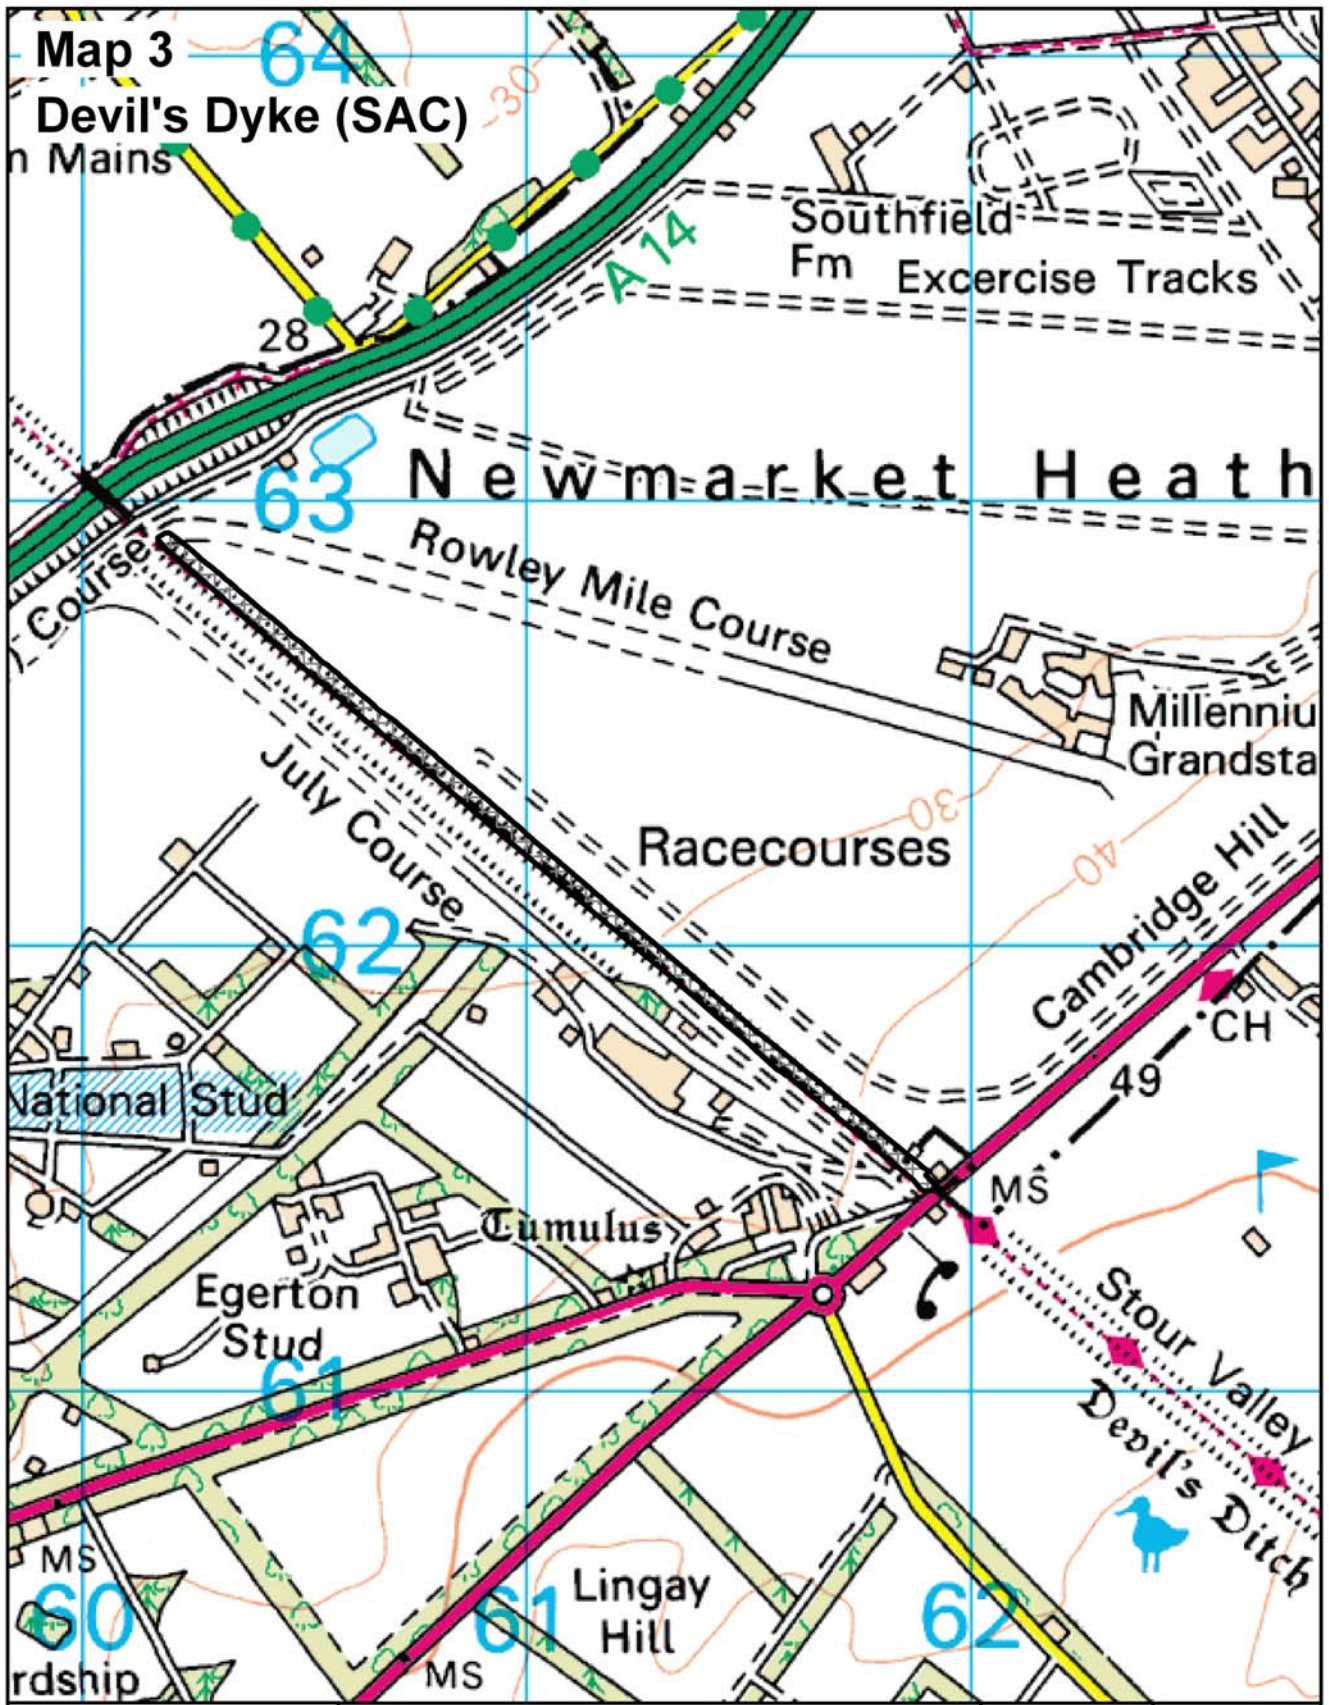 Map 3
64
30
Devil's Dyke (SAC)
n Mains
A 14
Southfield
Fm
Excercise Tracks
28
63
Newmarket Heath
Course
Rowley Mile Course
Millenniu
Grandsta
July Course
Racecourses
30
40
Cambridge Hill
62
CH
49
National Stud
MS
Tumulus
Egerton
Stud
Stour Valley
61
Devil's Ditch
MS
60
61
Lingay
Hill
62
rdship
MS